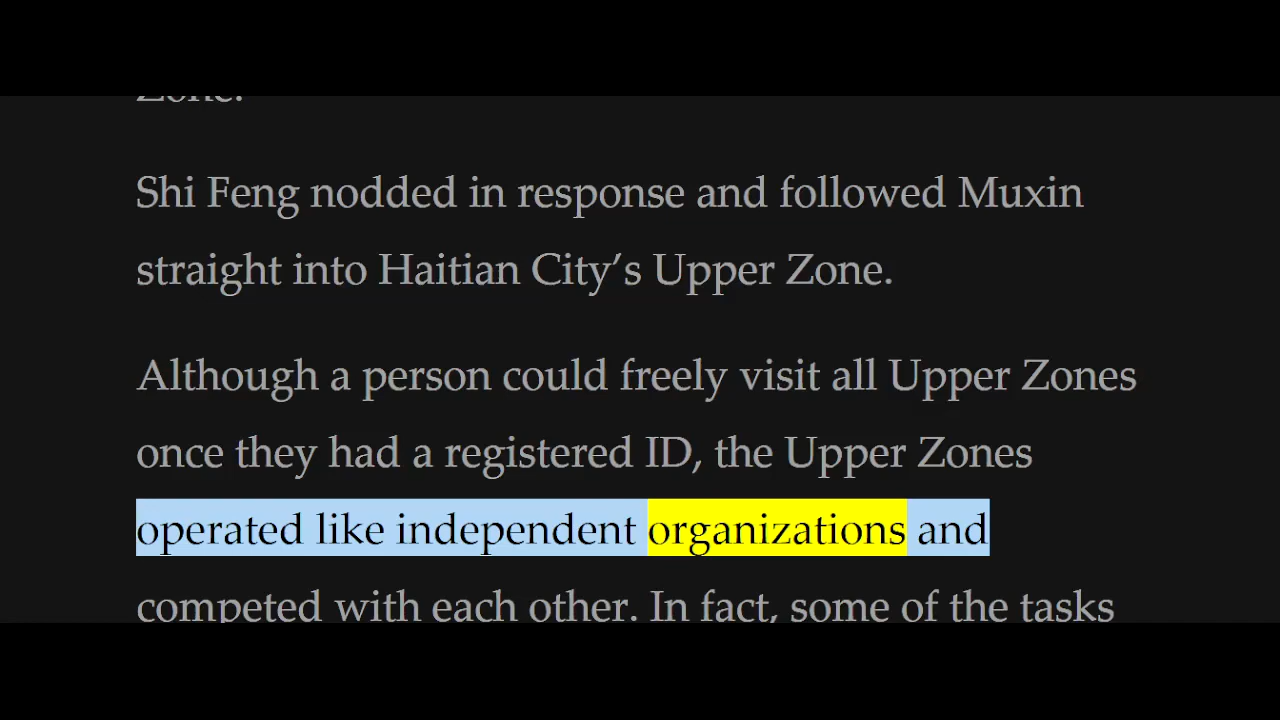 Zone.
Shi Feng nodded in response and followed Muxin
straight into Haitian City’s Upper Zone.
Although a person could freely visit all Upper Zones
once they had a registered ID, the Upper Zones
operated like independent organizations and
competed with each other. In fact, some of the tasks